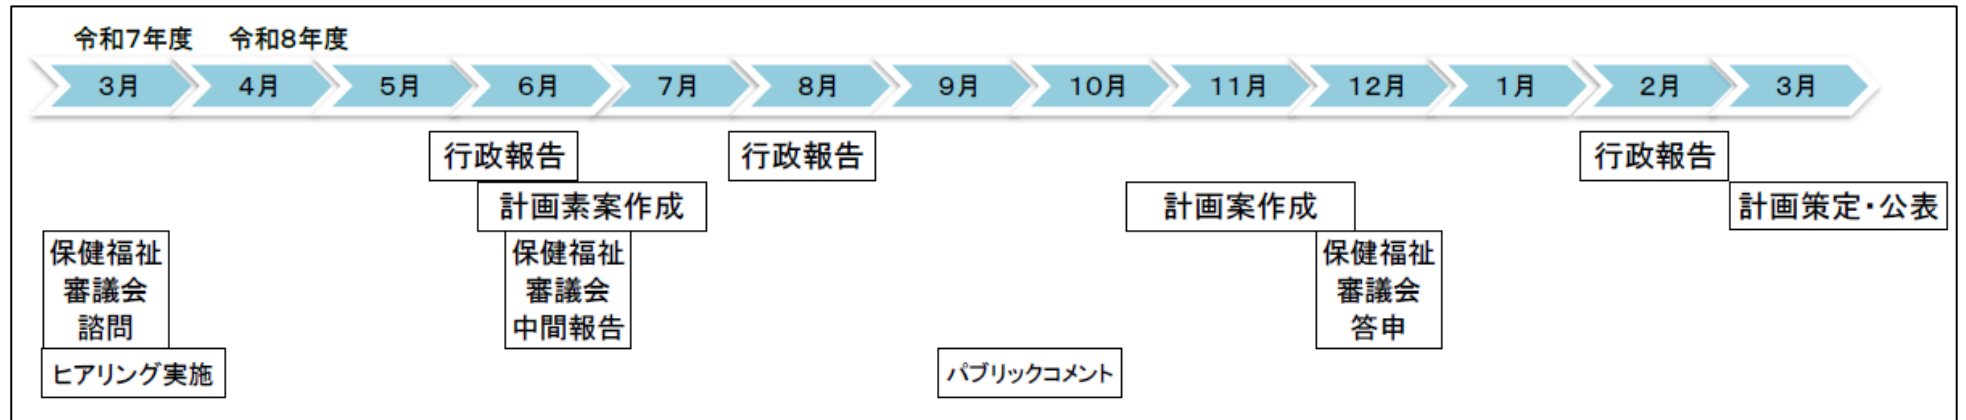 令和7年度 令和8年度
3月 4月 5月 6月 7月 8月 9月 10月 11月 12月 1月 2月 3月
行政報告 行政報告 行政報告
計画素案作成 計画案作成 計画策定・公表
保健福祉
審議会
諮問
保健福祉
審議会
中間報告
保健福祉
審議会
答申
ヒアリング実施 パブリックコメント